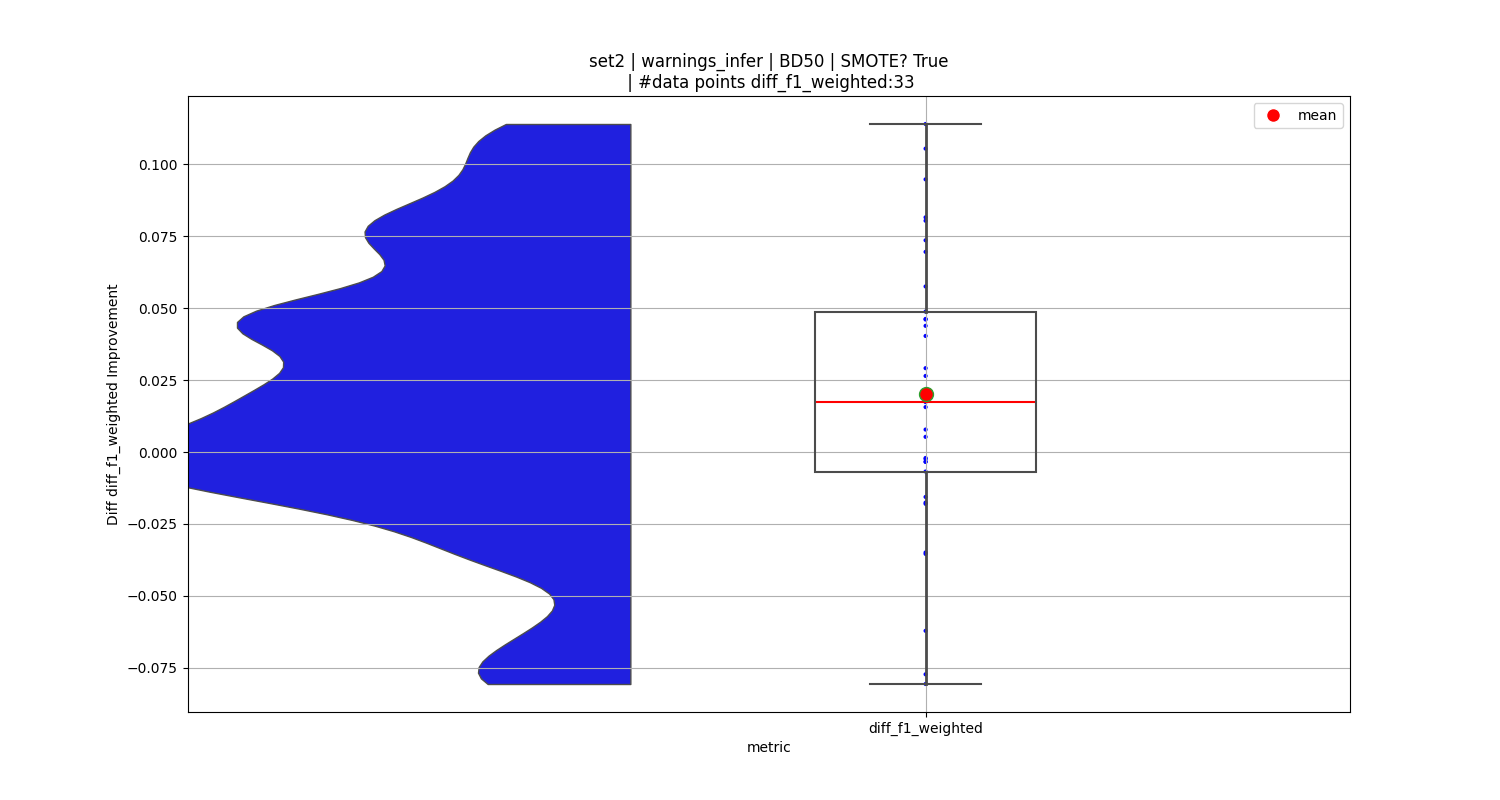 set2 | warnings_infer | BD50 | SMOTE? True
| #data points diff_f1_weighted:33
mean
0.100
0.075
0.050
0.025
0.000
−0.025
−0.050
−0.075
Diff diff_f1_weighted Improvement
diff_f1_weighted
metric